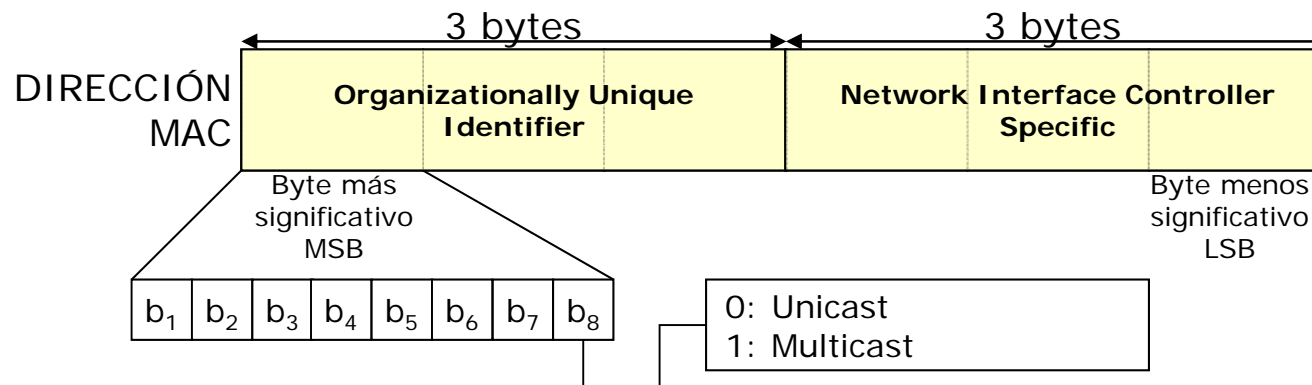 3 bytes 3 bytes
DIRECCIÓN
MAC
Organizationally Unique
Identifier
Network Interface Controller
Specific
Byte más
significativo
MSB
Byte menos
significativo
LSB
b1 b2 b3 b4 b5 b6 b7 b8
0: Unicast
1: Multicast